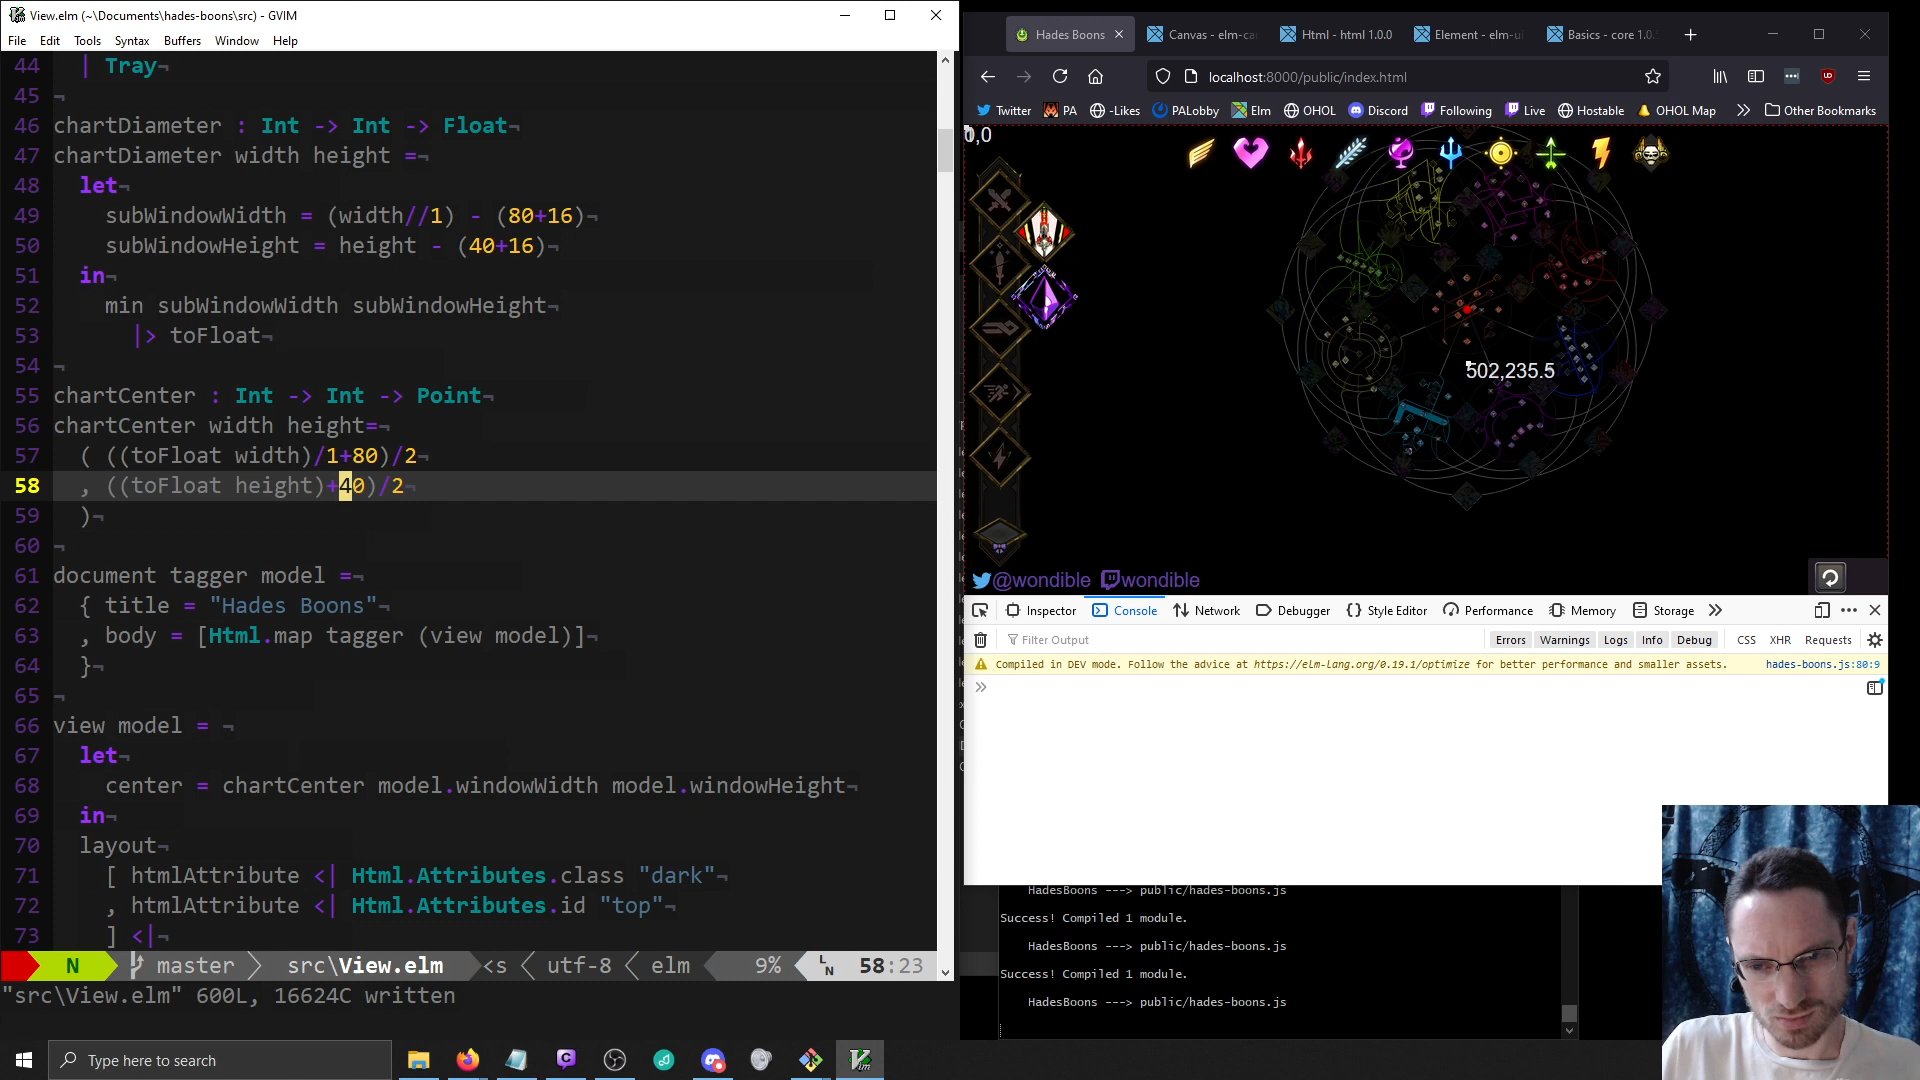 View.elm (~\Documents\hades-boons\src) - GVIM
File Edit Tools Syntax Buffers Window Help
44 | Tray¬
45 ¬
46 chartDiameter : Int -> Int -> Float¬
47 chartDiameter width height =¬
48 let¬
49 subWindowWidth = (width//1) - (80+16)¬
50 subWindowHeight = height - (40+16)¬
51 in¬
52 min subWindowWidth subWindowHeight¬
53 |> toFloat¬
54 ¬
55 chartCenter : Int -> Int -> Point¬
56 chartCenter width height=¬
57 ( ((toFloat width)/1+80)/2¬
58 , ((toFloat height)+40)/2¬
59 )¬
60 ¬
61 document tagger model =¬
62 { title = "Hades Boons"¬
63 , body = [Html.map tagger (view model)]¬
64 }¬
65 ¬
66 view model = ¬
67 let¬
68 center = chartCenter model.windowWidth model.windowHeight¬
69 in¬
70 layout¬
71 [ htmlAttribute <| Html.Attributes.class "dark"¬
72 , htmlAttribute <| Html.Attributes.id "top"¬
73 ] <|¬
N master src\View.elm <s utf-8 elm 9% LN 58:23
"src\View.elm" 600L, 16624C written
Type here to search
Hades Boons Canvas - elm-ca Html - html 1.0.0 Element - elm-u Basics - core 1.0.
localhost:8000/public/index.html
Twitter PA -Likes PALobby Elm OHOL Discord Following Live Hostable OHOL Map Other Bookmarks
0,0
502,235.5
@wondible wondible
Inspector Console Network Debugger Style Editor Performance Memory Storage
Filter Output Errors Warnings Logs Info Debug CSS XHR Requests
Compiled in DEV mode. Follow the advice at https://elm-lang.org/0.19.1/optimize for better performance and smaller assets. hades-boons.js:80:9
HadesBoons ---> public/hades-boons.js
Success! Compiled 1 module.
HadesBoons ---> public/hades-boons.js
Success! Compiled 1 module.
HadesBoons ---> public/hades-boons.js